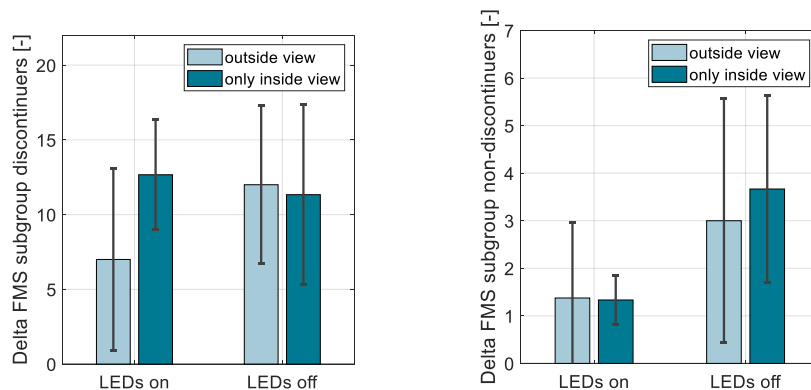 Delta FMS subgroup discontinuers [-]
20
15
10
5
0
outside view
only inside view
LEDs on
LEDs off
Delta FMS subgroup non-discontinuers [-]
7
6
5
4
3
2
1
0
outside view
only inside view
LEDs on
LEDs off